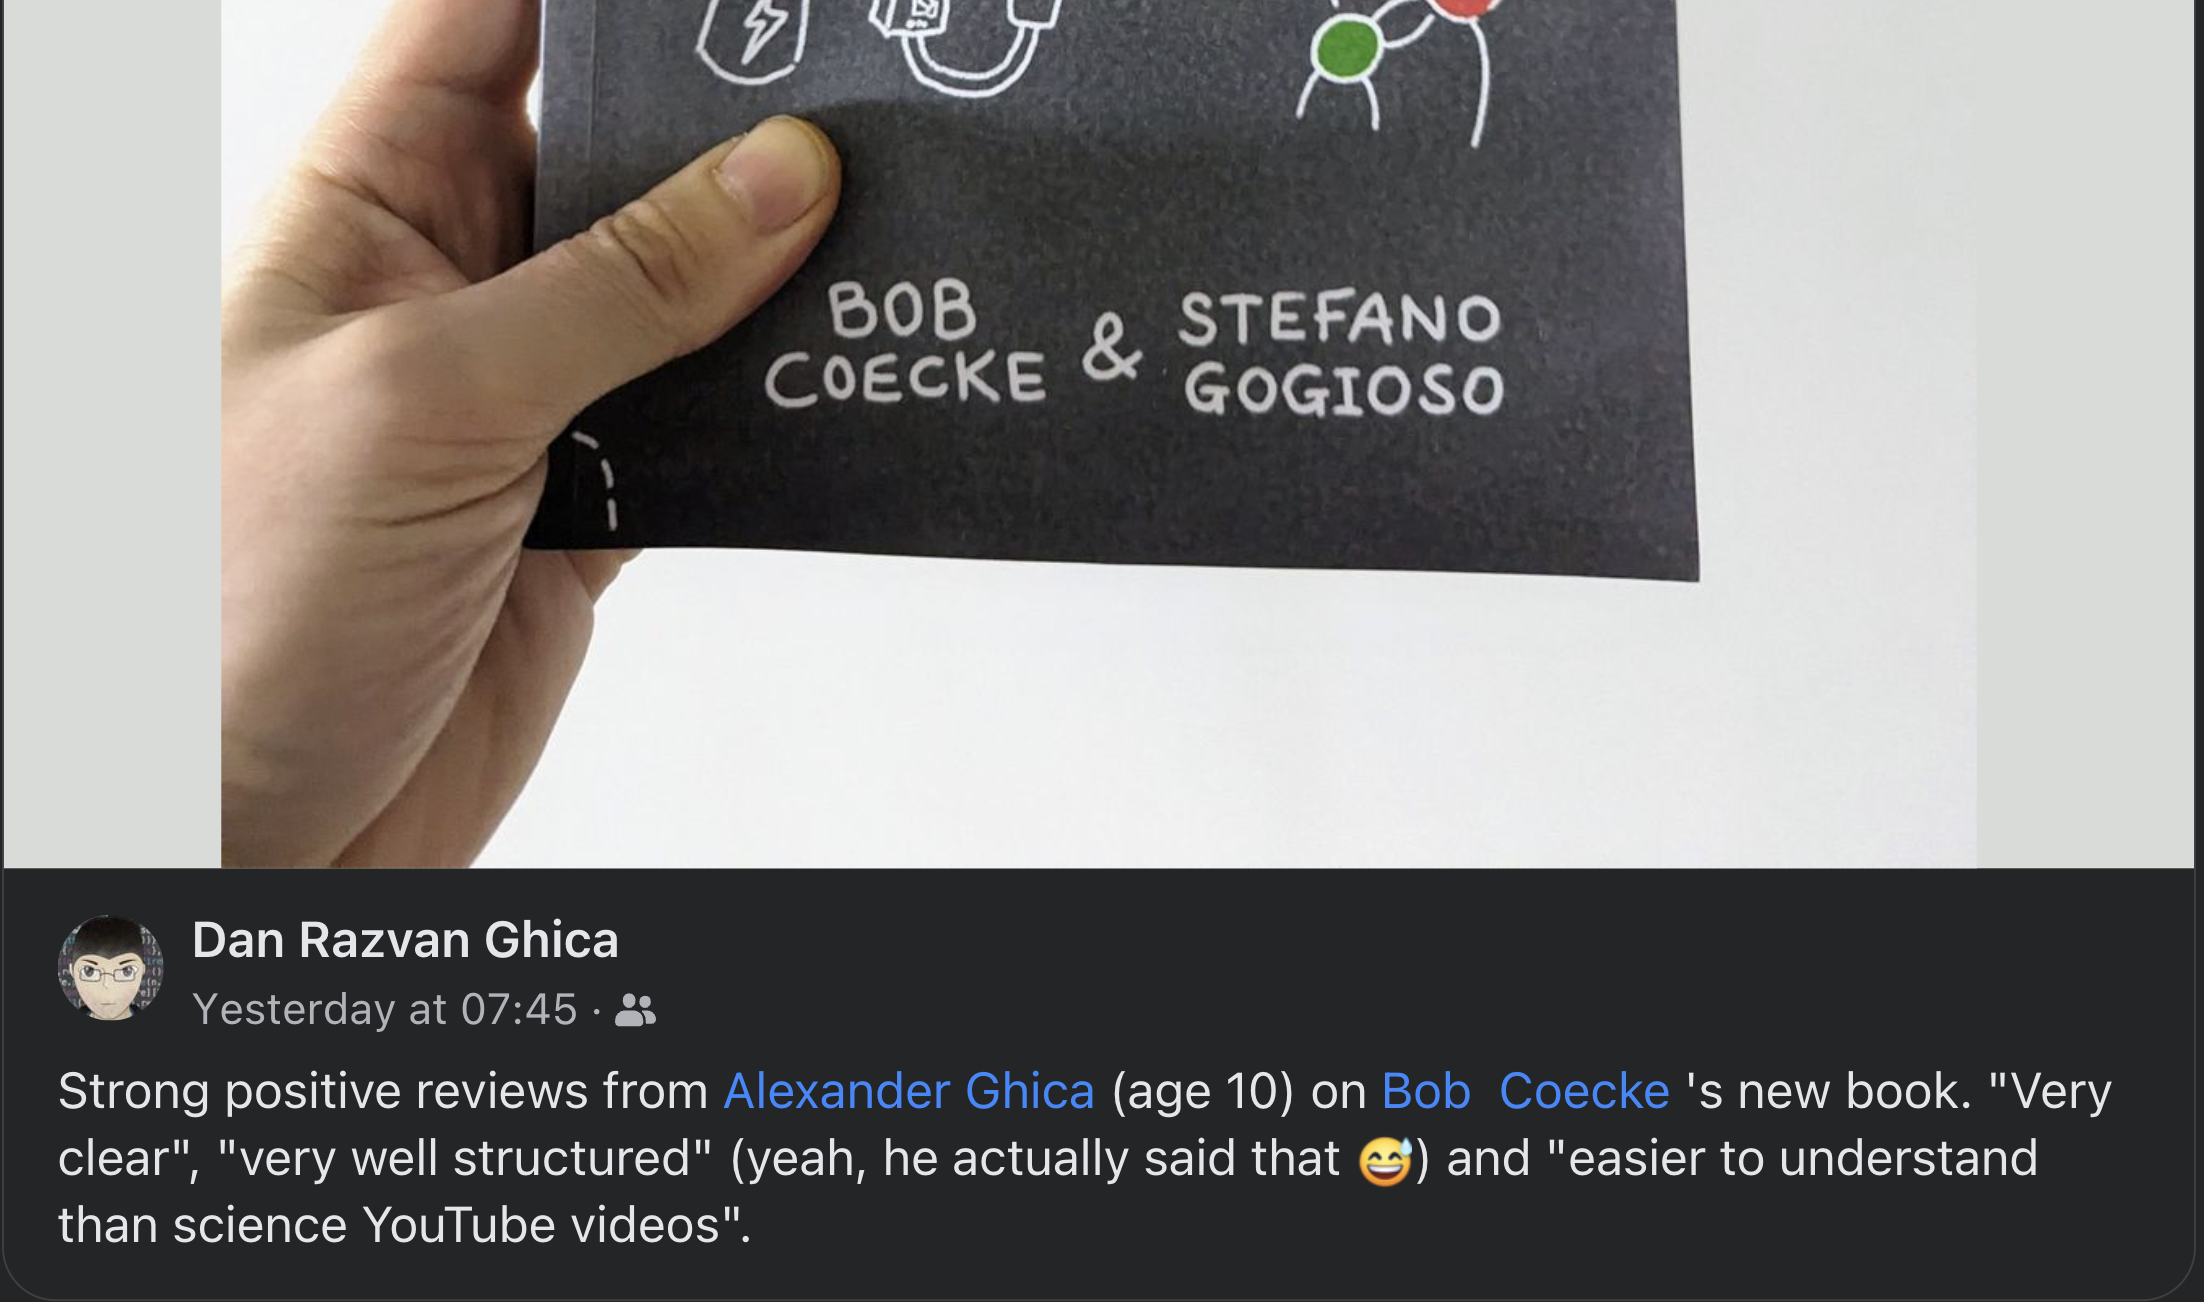 BOB
COECKE
&
STEFANO
GOGIOSO
Dan Razvan Ghica
Yesterday at 07:45 ·
Strong positive reviews from Alexander Ghica (age 10) on Bob Coecke 's new book. "Very
clear", "very well structured" (yeah, he actually said that 😅) and "easier to understand
than science YouTube videos".